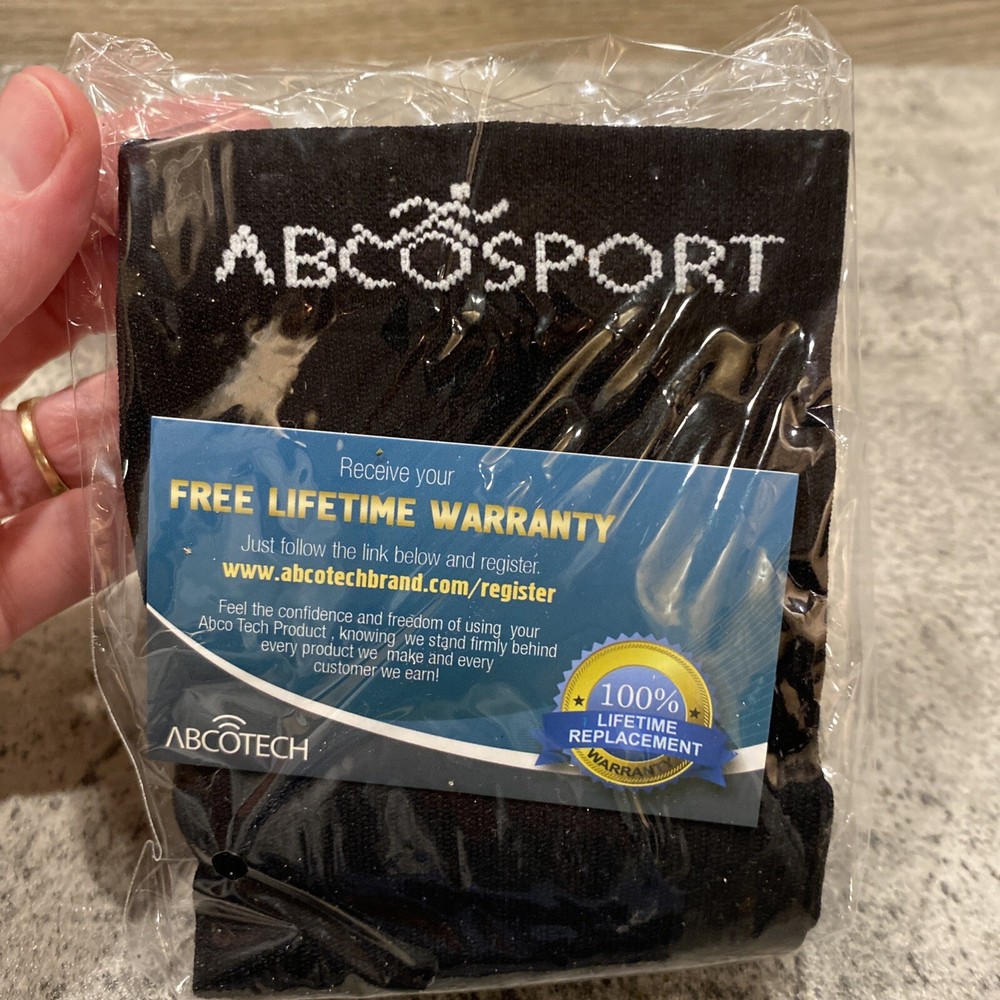 ABCOSPORT
Receive your
FREE LIFETIME WARRANTY
Just follow the link below and register.
www.abcotechbrand.com/register
Feel the confidence and freedom of using your
Abco Tech Product , knowing we stand firmly behind
every product we make and every
customer we earn!
ABCOTECH
100%
LIFETIME
REPLACEMENT
WARRANTY